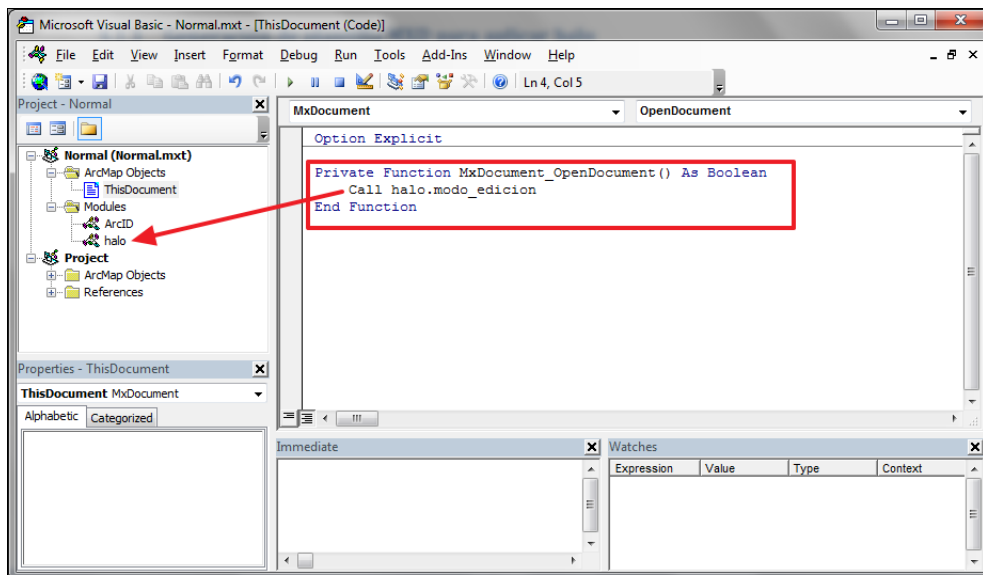 Microsoft Visual Basic - Normal.mxt - [ThisDocument (Code)]
File Edit View Insert Format Debug Run Tools Add-Ins Window Help
Ln 4, Col 5
Project - Normal
Normal (Normal.mxt)
ArcMap Objects
ThisDocument
Modules
ArcID
halo
Project
ArcMap Objects
References
MxDocument
OpenDocument
Option Explicit
Private Function MxDocument_OpenDocument() As Boolean
Call halo.modo_edicion
End Function
Properties - ThisDocument
ThisDocument MxDocument
Alphabetic Categorized
Immediate
Watches
Expression Value Type Context